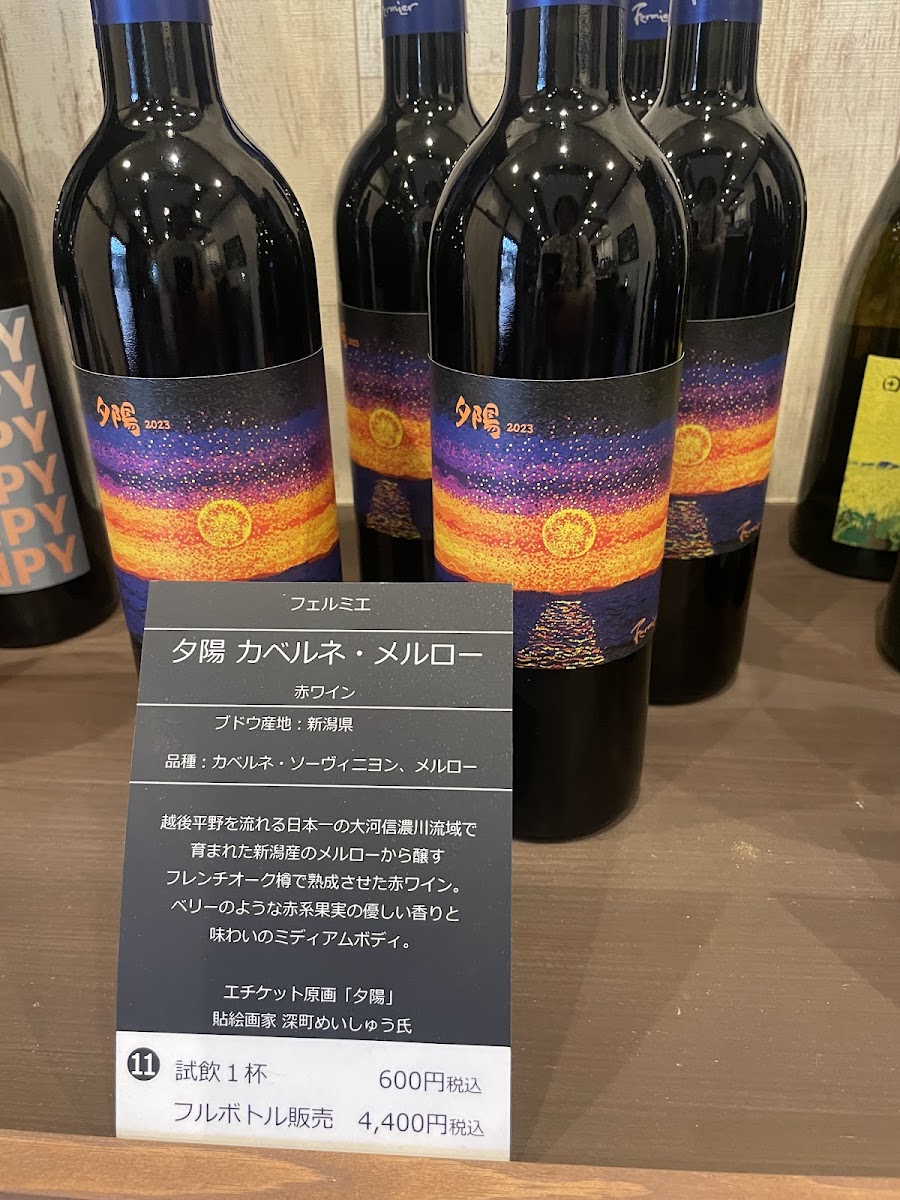 Fermier
夕陽 2023
夕陽 2023
Fermier
PY
PY
PY
PY
PPY
APPY
田
フェルミエ
夕陽 カベルネ・メルロー
赤ワイン
ブドウ産地：新潟県
品種：カベルネ・ソーヴィニヨン、メルロー
越後平野を流れる日本一の大河信濃川流域で
育まれた新潟産のメルローから醸す
フレンチオーク樽で熟成させた赤ワイン。
ベリーのような赤系果実の優しい香りと
味わいのミディアムボディ。
エチケット原画「夕陽」
貼絵画家 深町めいしゅう氏
11 試飲１杯 600円税込
フルボトル販売 4,400円税込